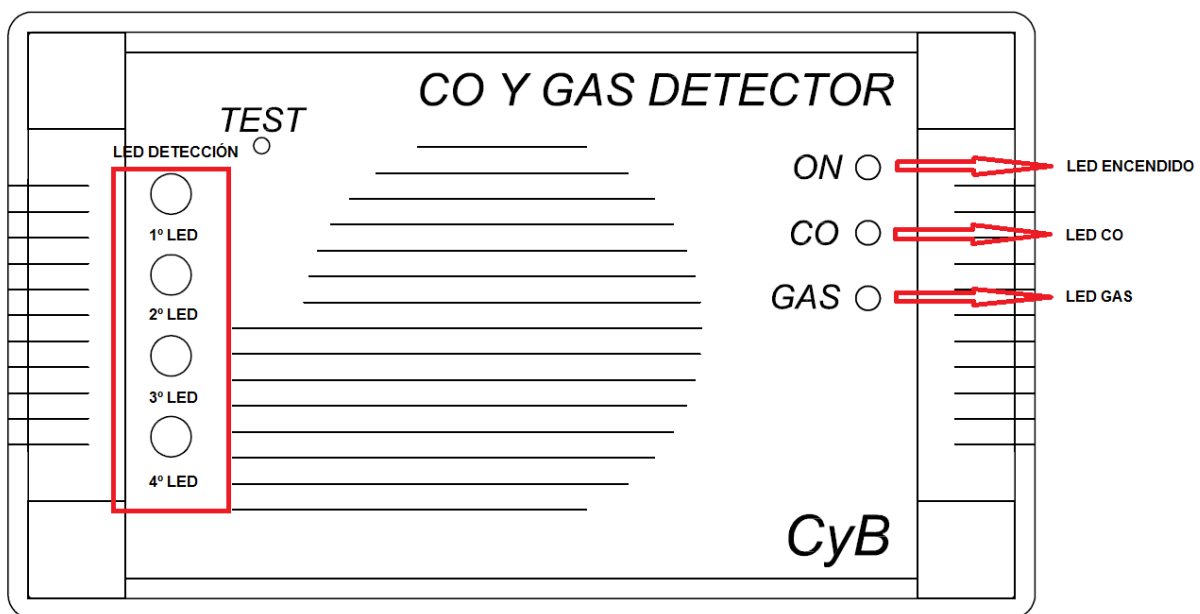 CO Y GAS DETECTOR
TEST
LED DETECCIÓN
1º LED
2º LED
3º LED
4º LED
ON
LED ENCENDIDO
CO
LED CO
GAS
LED GAS
CyB